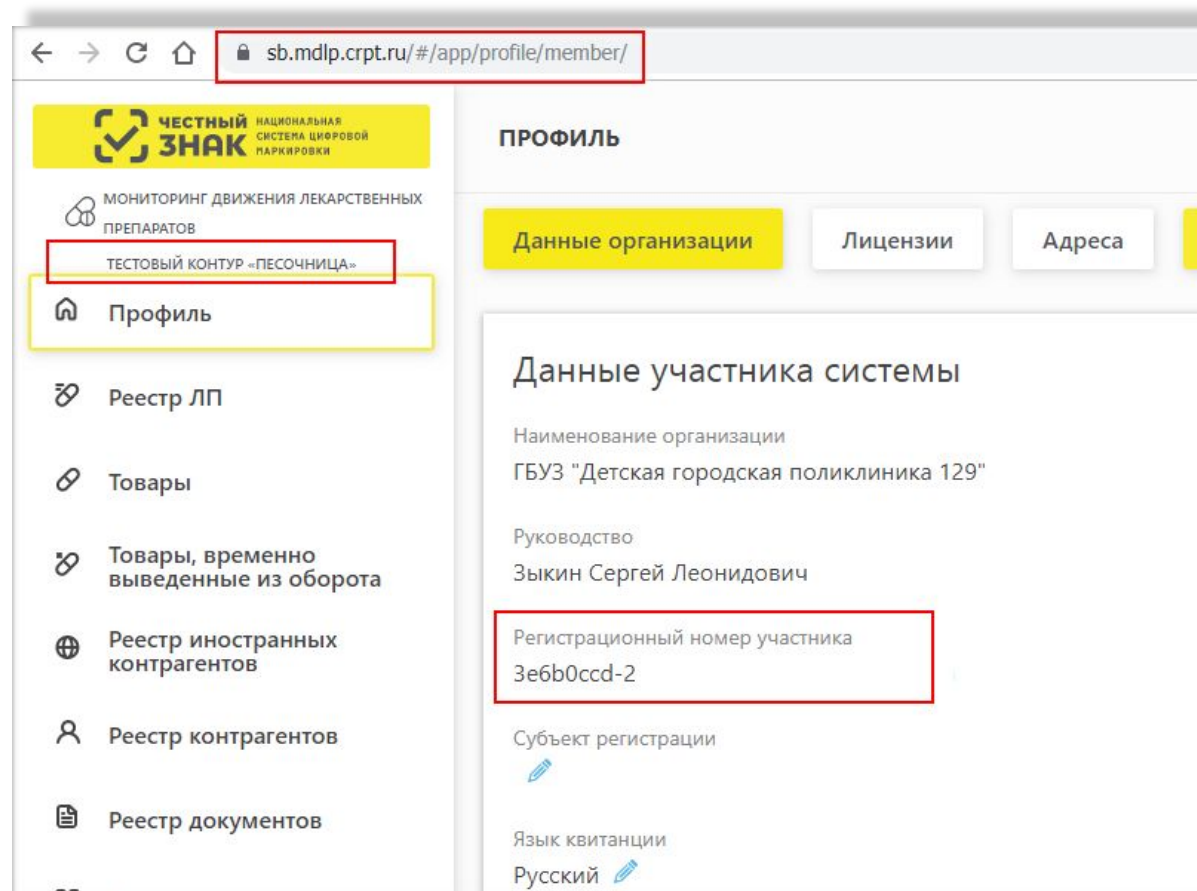 sb.mdlp.crpt.ru/#/app/profile/member/
ЧЕСТНЫЙ ЗНАК
НАЦИОНАЛЬНАЯ
СИСТЕМА ЦИФРОВОЙ
МАРКИРОВКИ
МОНИТОРИНГ ДВИЖЕНИЯ ЛЕКАРСТВЕННЫХ
ПРЕПАРАТОВ
ТЕСТОВЫЙ КОНТУР «ПЕСОЧНИЦА»
Профиль
Реестр ЛП
Товары
Товары, временно
выведенные из оборота
Реестр иностранных
контрагентов
Реестр контрагентов
Реестр документов
ПРОФИЛЬ
Данные организации
Лицензии
Адреса
Данные участника системы
Наименование организации
ГБУЗ "Детская городская поликлиника 129"
Руководство
Зыкин Сергей Леонидович
Регистрационный номер участника
3e6b0ccd-2
Субъект регистрации
Язык квитанции
Русский